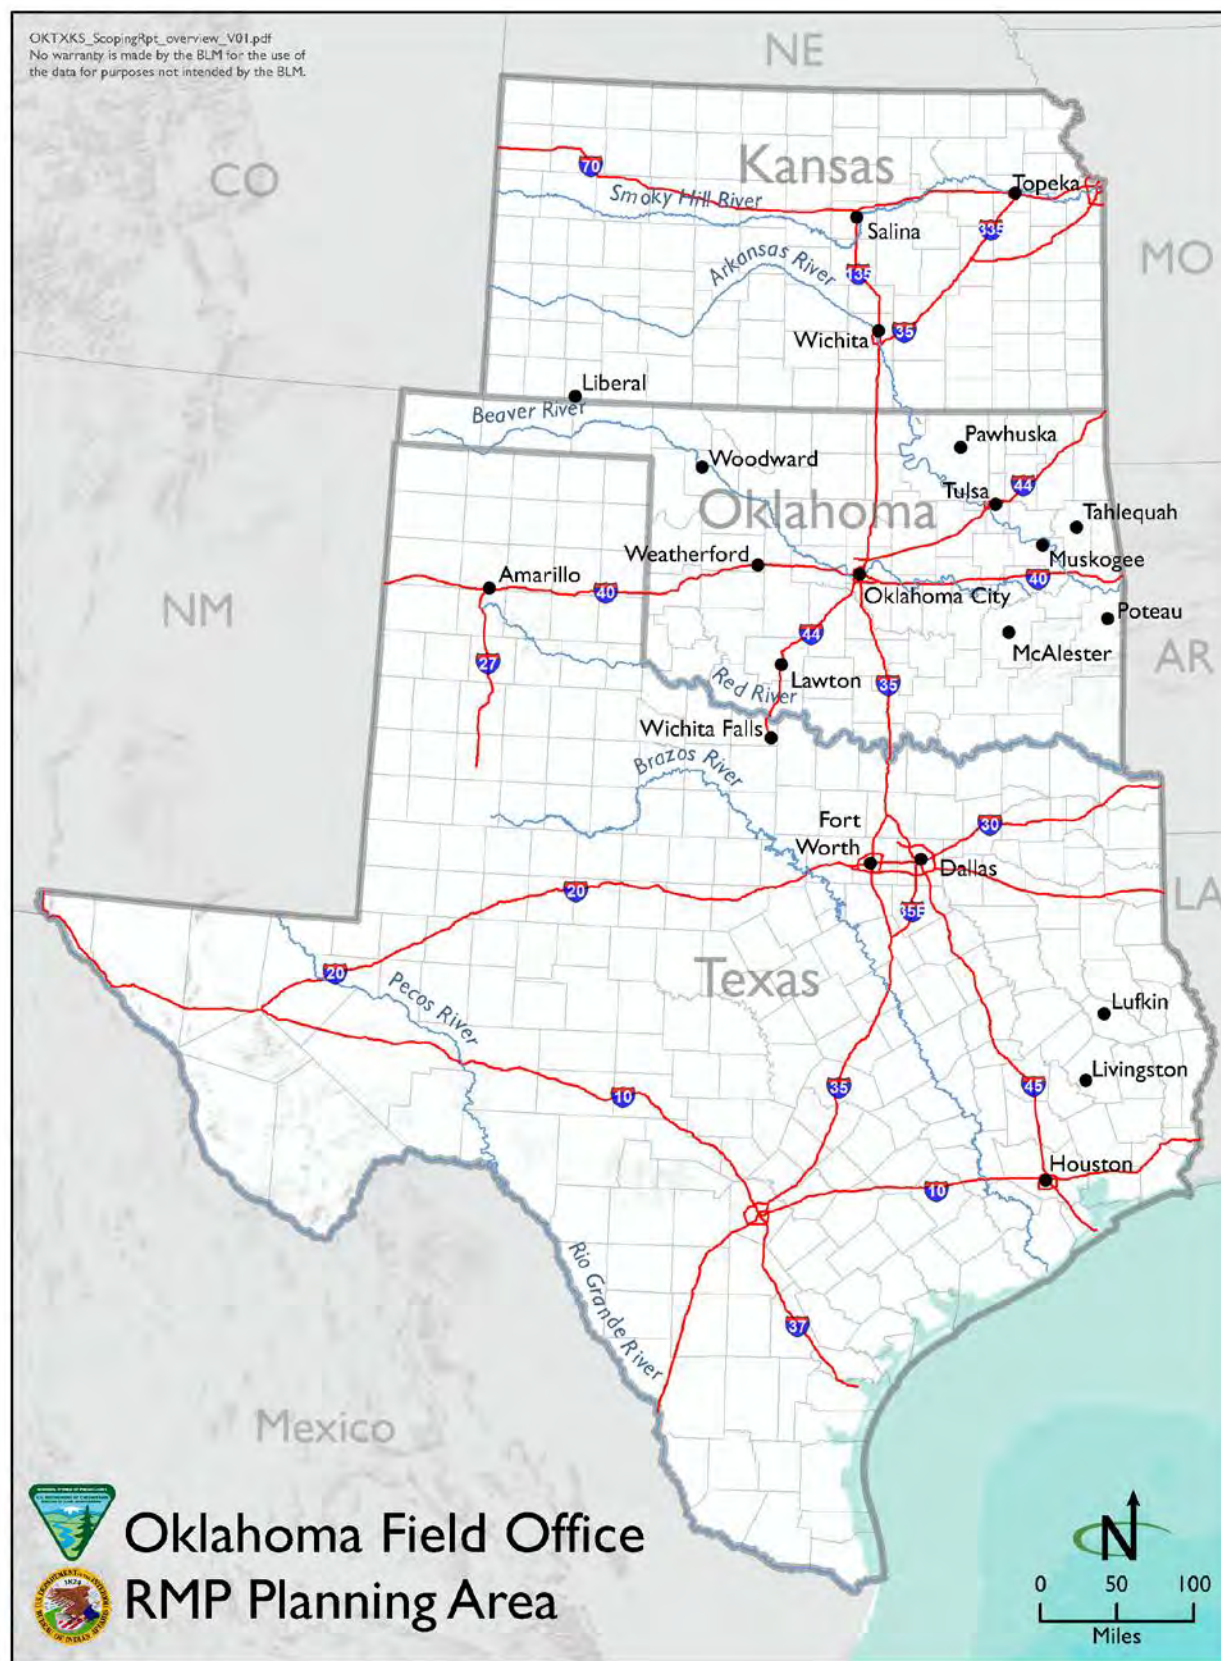 OKTXKS_ScopingRpt_overview_V01.pdf
No warranty is made by the BLM for the use of
the data for purposes not intended by the BLM.
NE
CO
Kansas
70
Topeka
Smoky Hill River
Salina
335
MO
Arkansas River
135
Wichita
35
Liberal
Beaver River
Pawhuska
Woodward
44
Tulsa
Oklahoma
Tahlequah
Weatherford
Muskogee
Amarillo
40
40
Oklahoma City
NM
Poteau
44
McAlester
AR
27
Lawton
Red River
35
Wichita Falls
Brazos River
Fort
Worth
30
Dallas
20
LA
35E
20
Texas
Pecos River
Lufkin
Livingston
10
35
45
Houston
10
Rio Grande River
37
Mexico
Oklahoma Field Office
RMP Planning Area
1824
N
0 50 100
Miles